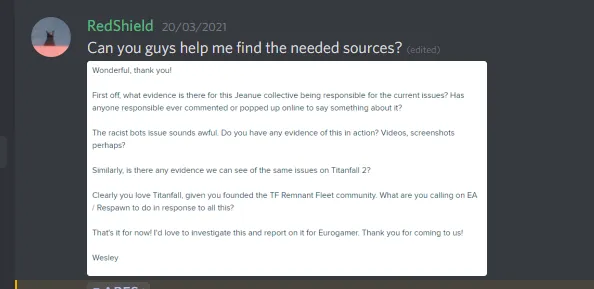 RedShield 20/03/2021
Can you guys help me find the needed sources? (edited)
Wonderful, thank you!
First off, what evidence is there for this Jeanue collective being responsible for the current issues? Has
anyone responsible ever commented or popped up online to say something about it?
The racist bots issue sounds awful. Do you have any evidence of this in action? Videos, screenshots
perhaps?
Similarly, is there any evidence we can see of the same issues on Titanfall 2?
Clearly you love Titanfall, given you founded the TF Remnant Fleet community. What are you calling on EA
/ Respawn to do in response to all this?
That's it for now! I'd love to investigate this and report on it for Eurogamer. Thank you for coming to us!
Wesley